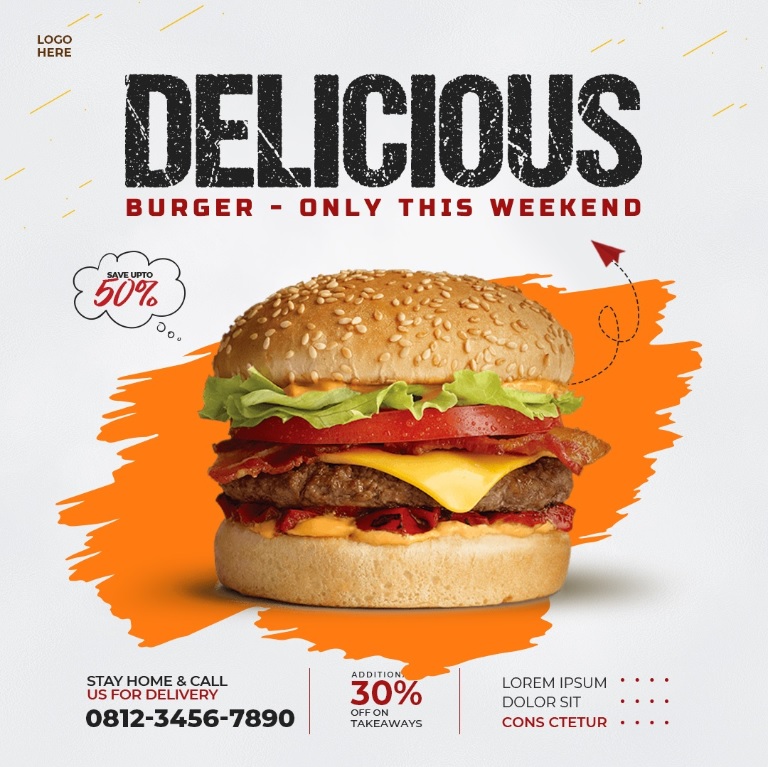 LOGO
HERE
DELICIOUS
BURGER - ONLY THIS WEEKEND
SAVE UPTO
50%
STAY HOME & CALL
US FOR DELIVERY
0812-3456-7890
30%
OFF ON
TAKEAWAYS
LOREM IPSUM
DOLOR SIT
CONS CTETUR